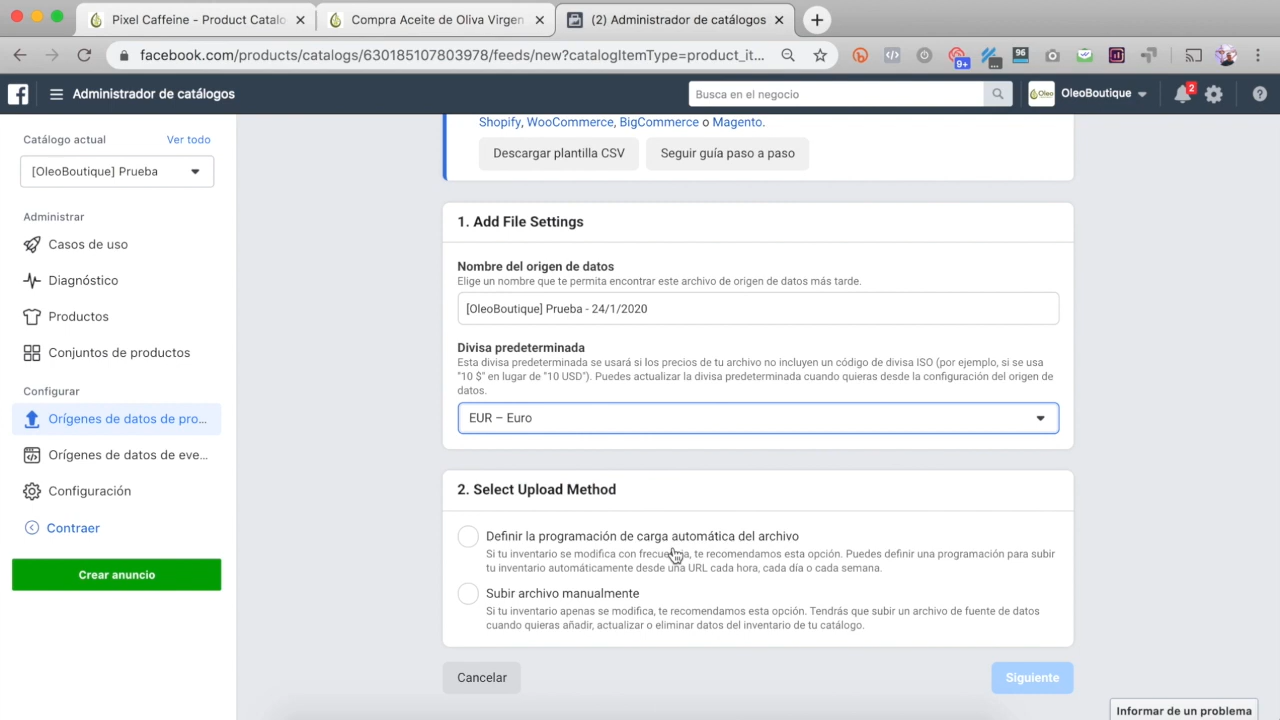 Pixel Caffeine - Product Catalo
Compra Aceite de Oliva Virgen
(2) Administrador de catálogos
facebook.com/products/catalogs/630185107803978/feeds/new?catalogItemType=product_it...
9+
96
Administrador de catálogos
Busca en el negocio
Oleo
OleoBoutique
2
Catálogo actual
Ver todo
[OleoBoutique] Prueba
Administrar
Casos de uso
Diagnóstico
Productos
Conjuntos de productos
Configurar
Orígenes de datos de pro...
Orígenes de datos de eve...
Configuración
Contraer
Crear anuncio
Shopify, WooCommerce, BigCommerce o Magento.
Descargar plantilla CSV
Seguir guía paso a paso
1. Add File Settings
Nombre del origen de datos
Elige un nombre que te permita encontrar este archivo de origen de datos más tarde.
[OleoBoutique] Prueba - 24/1/2020
Divisa predeterminada
Esta divisa predeterminada se usará si los precios de tu archivo no incluyen un código de divisa ISO (por ejemplo, si se usa
"10 $" en lugar de "10 USD"). Puedes actualizar la divisa predeterminada cuando quieras desde la configuración del origen de
datos.
EUR – Euro
2. Select Upload Method
Definir la programación de carga automática del archivo
Si tu inventario se modifica con frecuencia, te recomendamos esta opción. Puedes definir una programación para subir
tu inventario automáticamente desde una URL cada hora, cada día o cada semana.
Subir archivo manualmente
Si tu inventario apenas se modifica, te recomendamos esta opción. Tendrás que subir un archivo de fuente de datos
cuando quieras añadir, actualizar o eliminar datos del inventario de tu catálogo.
Cancelar
Siguiente
Informar de un problema